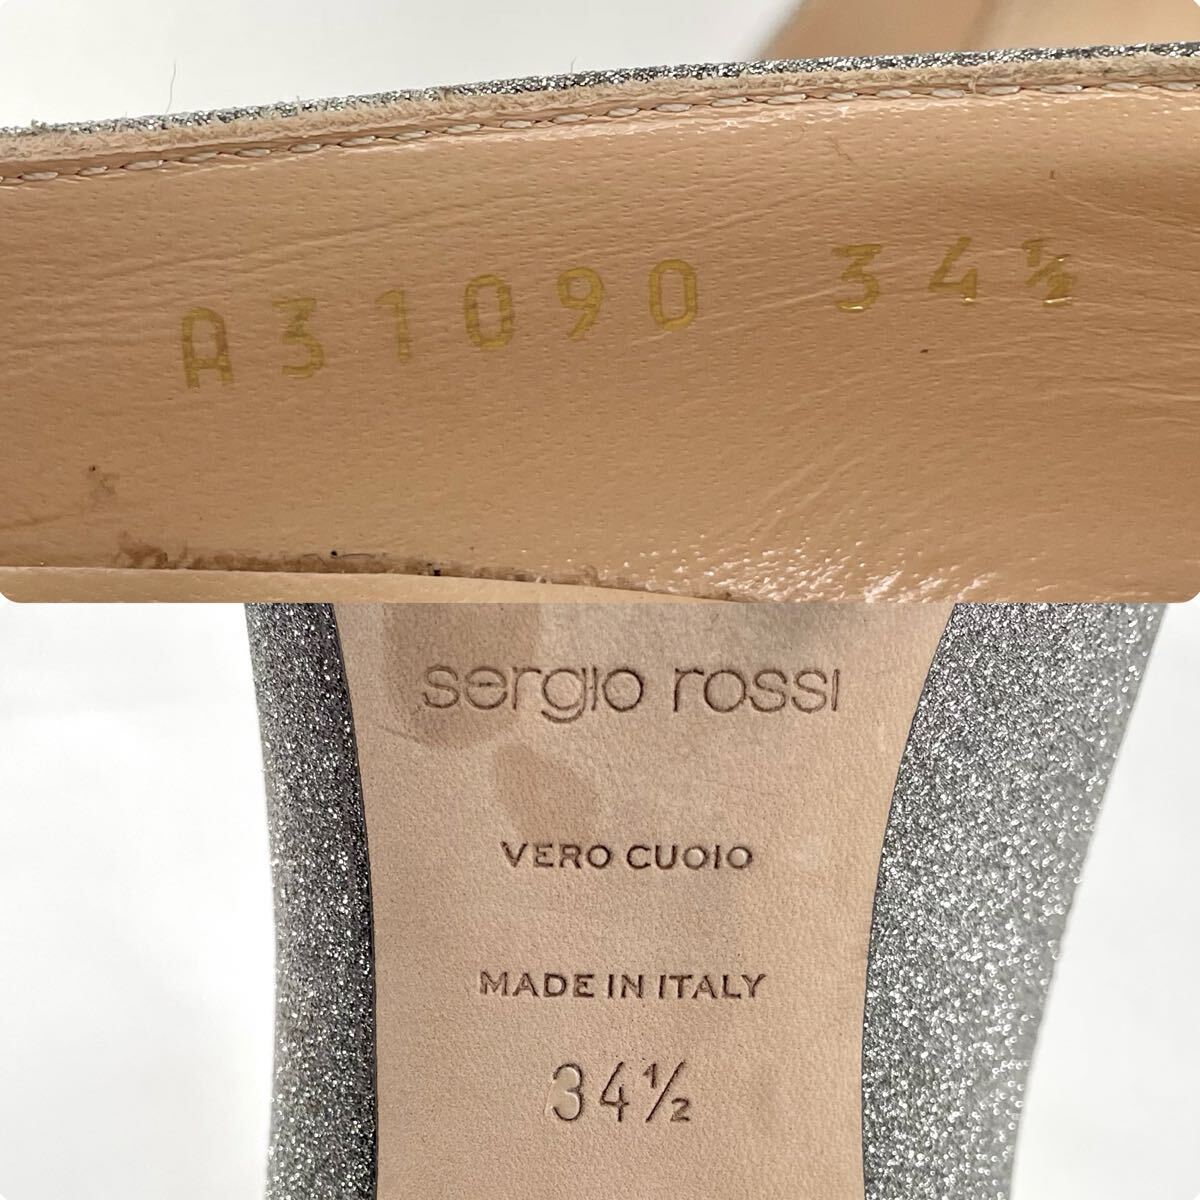 A31090 34½
sergio rossi
VERO CUOIO
MADE IN ITALY
34½